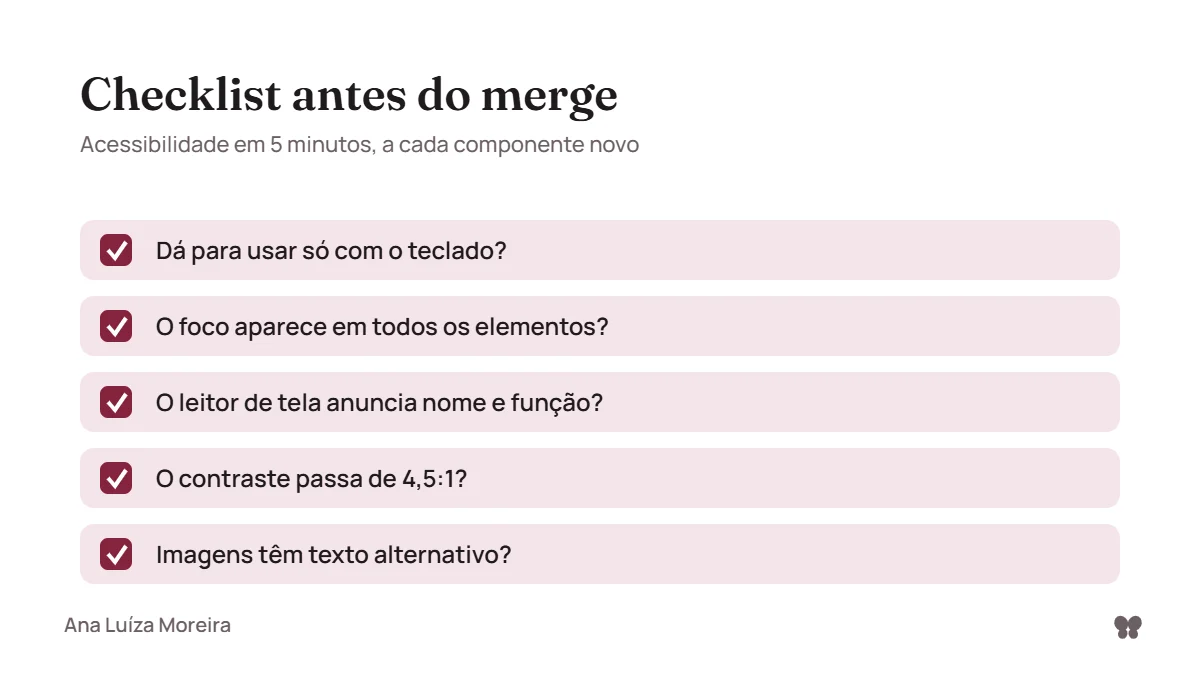 Checklist antes do merge
Acessibilidade em 5 minutos, a cada componente novo
Dá para usar só com o teclado?
O foco aparece em todos os elementos?
O leitor de tela anuncia nome e função?
O contraste passa de 4,5:1?
Imagens têm texto alternativo?
Ana Luíza Moreira